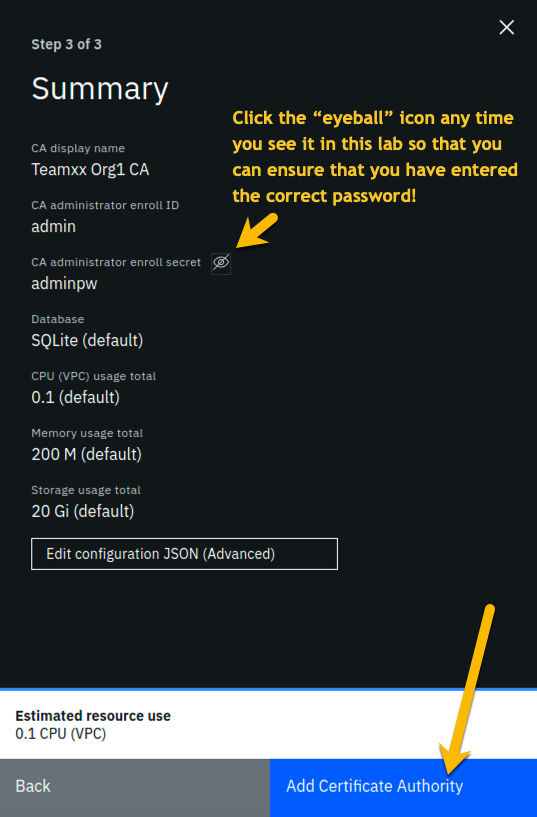 Step 3 of 3
Summary
Click the “eyeball” icon any time
you see it in this lab so that you
can ensure that you have entered
the correct password!
CA display name
Teamxx Org1 CA
CA administrator enroll ID
admin
CA administrator enroll secret
adminpw
Database
SQLite (default)
CPU (VPC) usage total
0.1 (default)
Memory usage total
200 M (default)
Storage usage total
20 Gi (default)
Edit configuration JSON (Advanced)
Estimated resource use
0.1 CPU (VPC)
Back
Add Certificate Authority